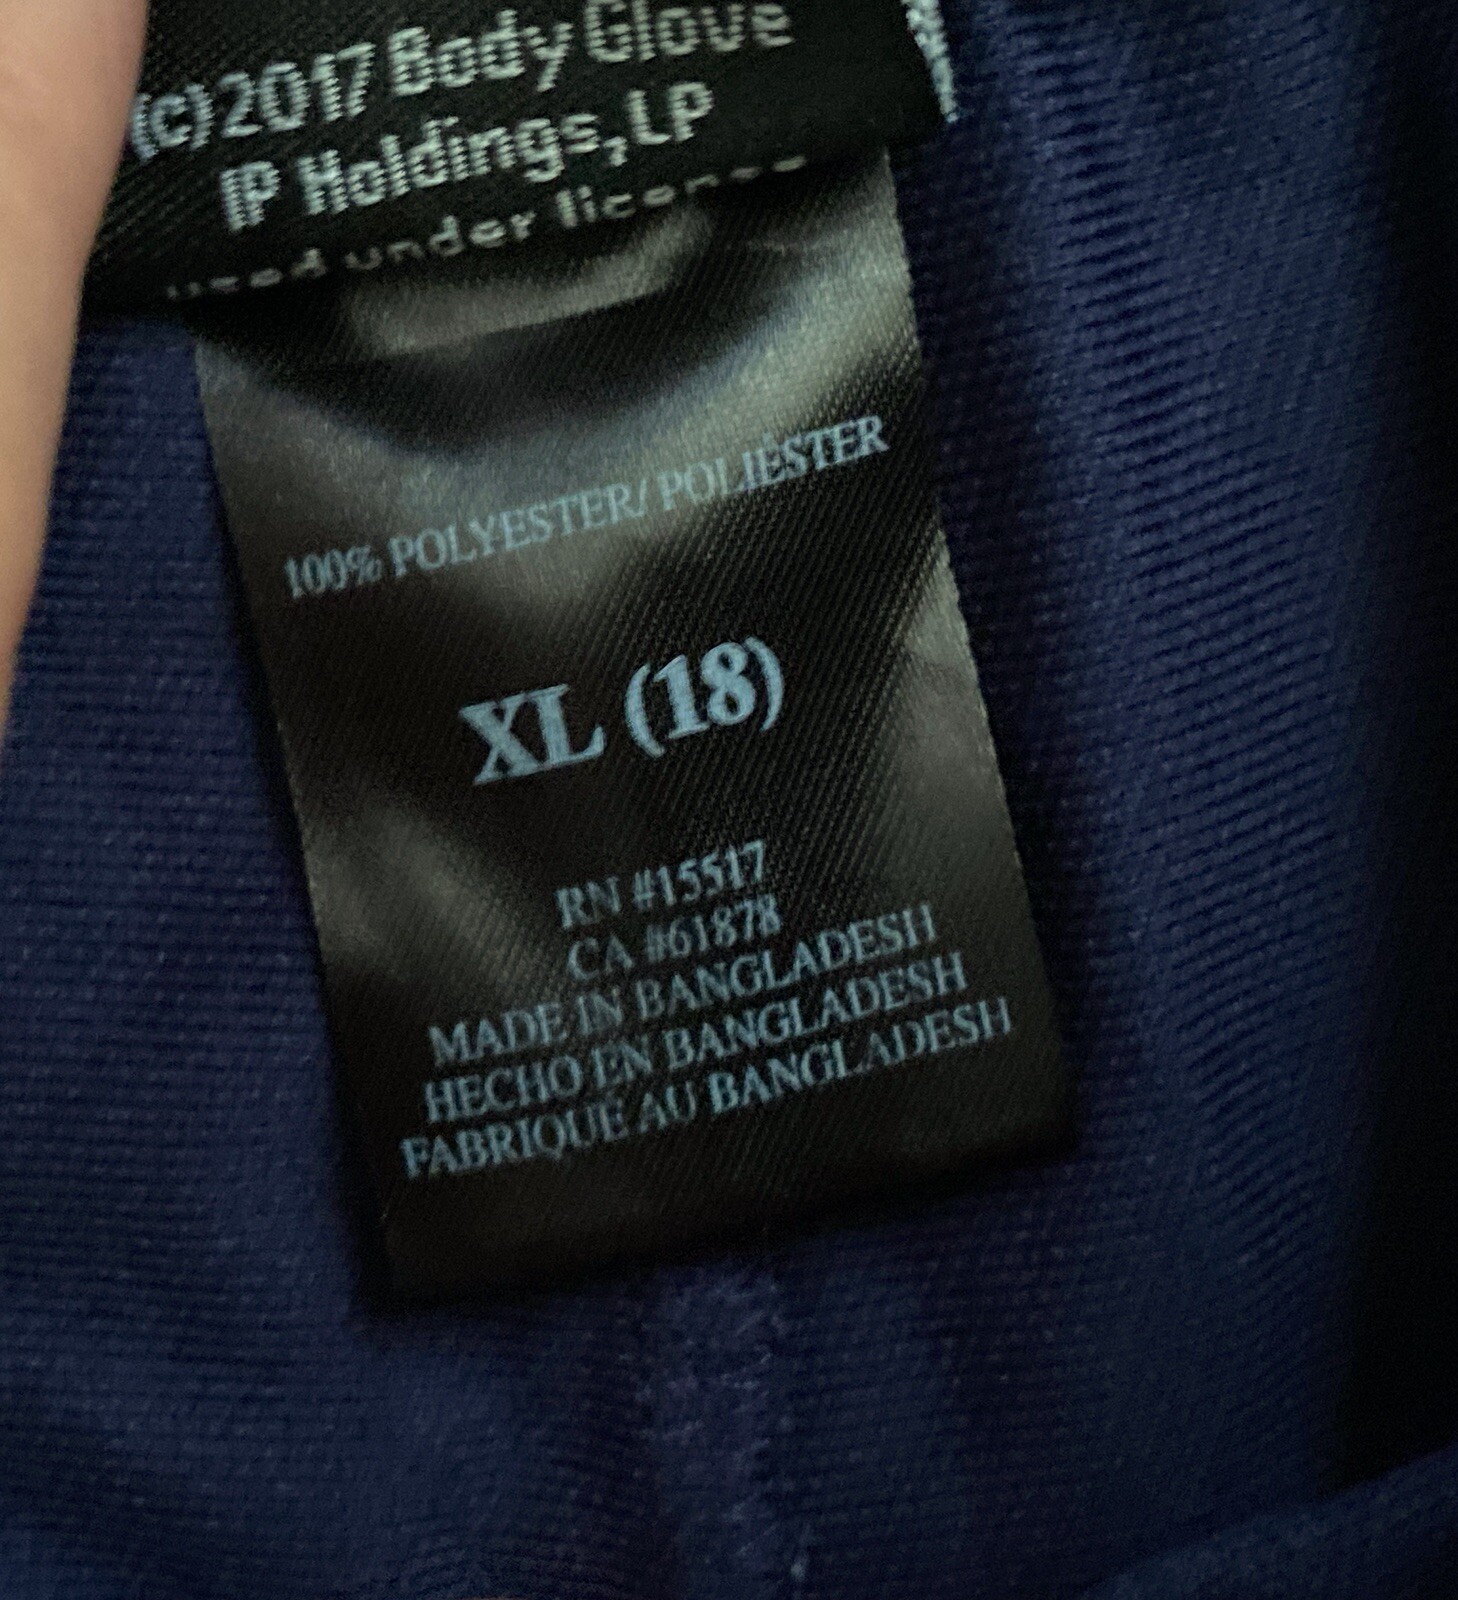 (c)2017 Body Glove
IP Holdings, LP
used under license
100% POLYESTER/ POLIÉSTER
XL (18)
RN #15517
CA #61878
MADE IN BANGLADESH
HECHO EN BANGLADESH
FABRIQUE AU BANGLADESH